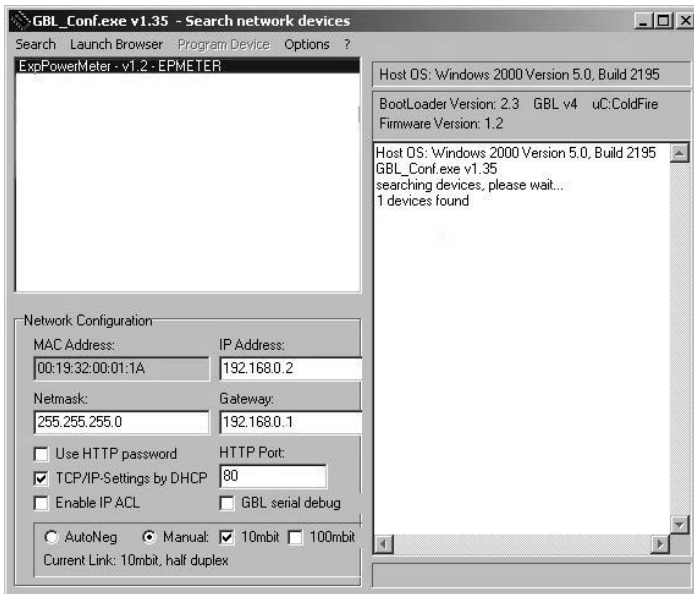 GBL_Conf.exe v1.35 - Search network devices
Search Launch Browser Program Device Options ?
ExpPowerMeter - v1.2 - EPMETER
Host OS: Windows 2000 Version 5.0, Build 2195
BootLoader Version: 2.3 GBL v4 uC:ColdFire
Firmware Version: 1.2
Host OS: Windows 2000 Version 5.0, Build 2195
GBL_Conf.exe v1.35
searching devices, please wait...
1 devices found
Network Configuration
MAC Address: IP Address:
00:19:32:00:01:1A 192.168.0.2
Netmask: Gateway:
255.255.255.0 192.168.0.1
Use HTTP password HTTP Port:
TCP/IP-Settings by DHCP 80
Enable IP ACL GBL serial debug
AutoNeg Manual: 10mbit 100mbit
Current Link: 10mbit, half duplex